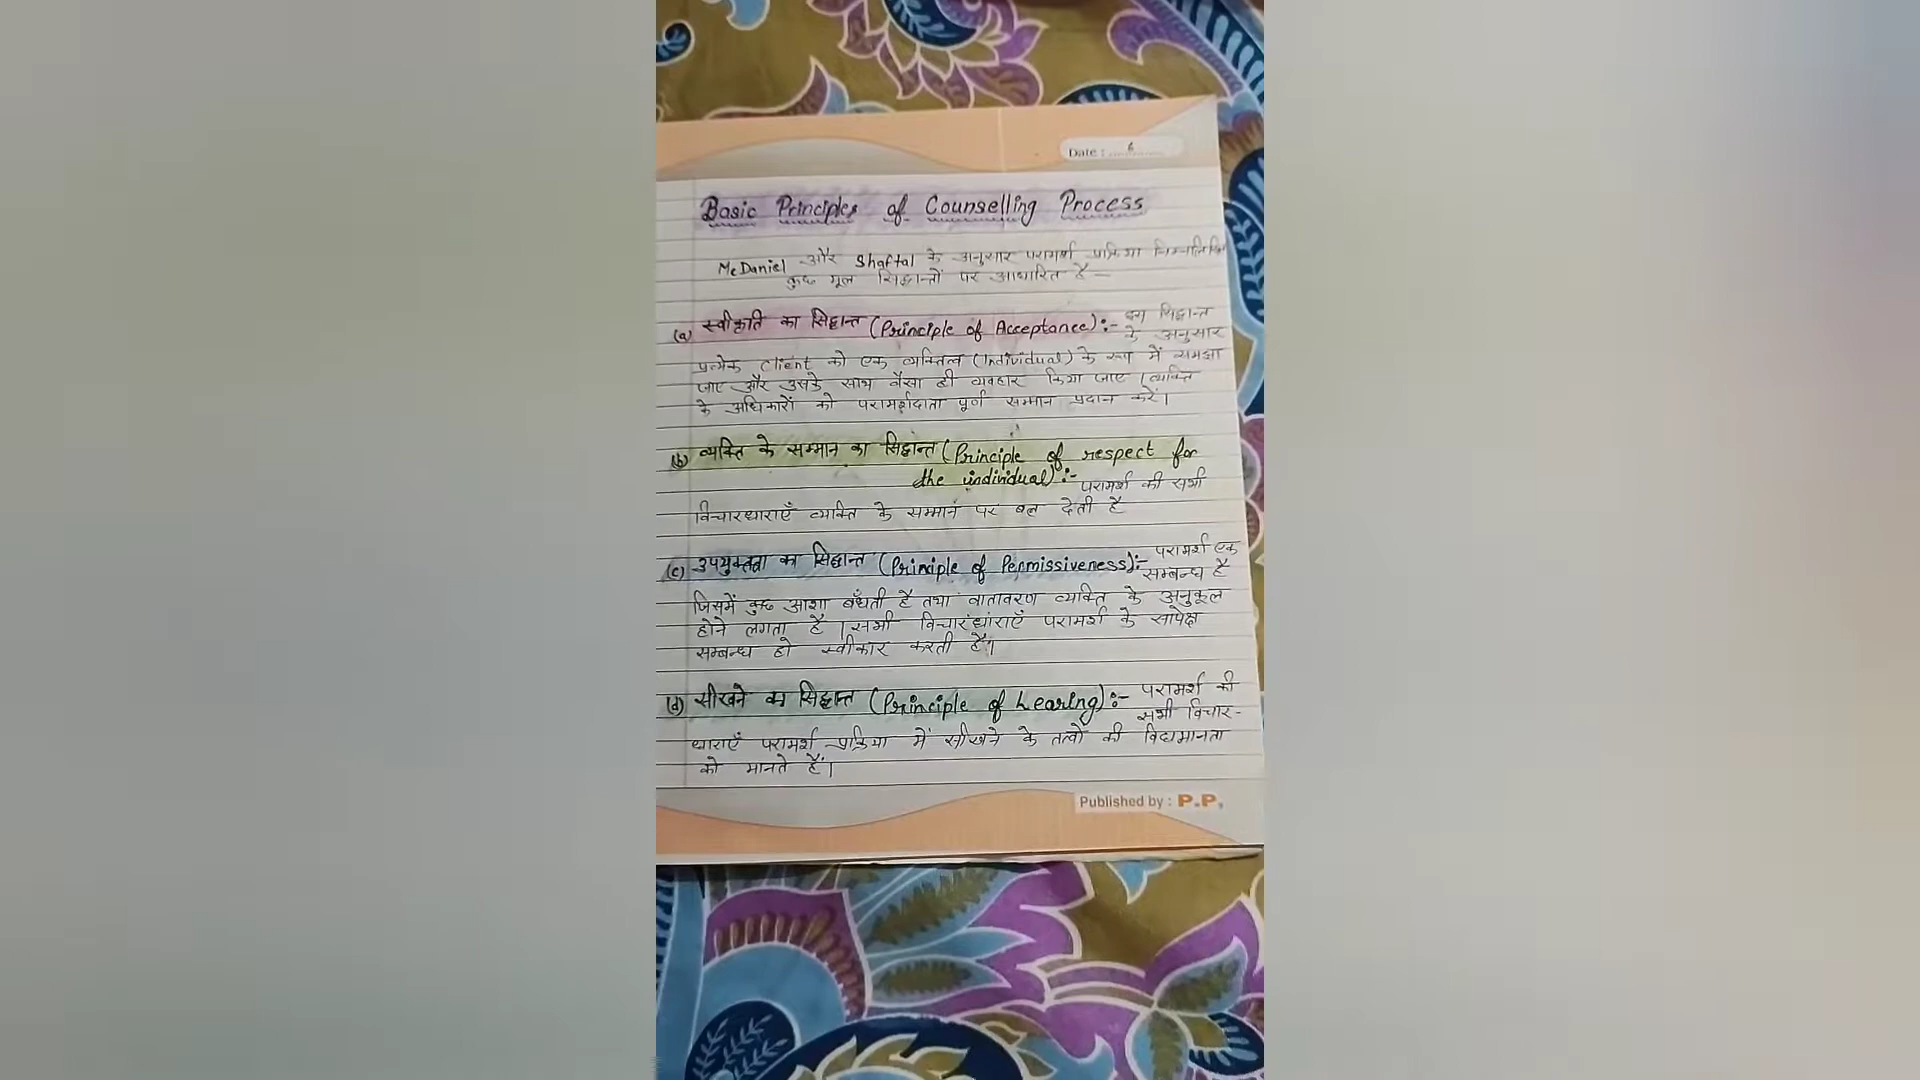 Date : 6
Basic Principles of Counselling Process
McDaniel और Shaftal के अनुसार परामर्श प्रक्रिया निम्नलिखित
कुछ मूल सिद्धान्तों पर आधारित है —
(a) स्वीकृति का सिद्धान्त (Principle of Acceptance) :- इस सिद्धान्त
के अनुसार
प्रत्येक client को एक व्यक्तित्व (Individual) के रूप में समझा
जाए और उसके साथ वैसा ही व्यवहार किया जाए । व्यक्ति
के अधिकारों को परामर्शदाता पूर्ण सम्मान प्रदान करें।
(b) व्यक्ति के सम्मान का सिद्धान्त (Principle of respect for
the individual) :- परामर्श की सभी
विचारधाराएँ व्यक्ति के सम्मान पर बल देती है
(c) उपयुक्तता का सिद्धान्त (Principle of Permissiveness) :- परामर्श एक
सम्बन्ध है
जिसमें कुछ आशा बँधती है तथा वातावरण व्यक्ति के अनुकूल
होने लगता है । सभी विचारधाराएँ परामर्श के सापेक्ष
सम्बन्ध हो स्वीकार करती है।
(d) सीखने का सिद्धान्त (Principle of Learing) :- परामर्श की
सभी विचार-
धाराएँ परामर्श प्रक्रिया में सीखने के तत्वों की विद्यमानता
को मानते हैं।
Published by : P.P,